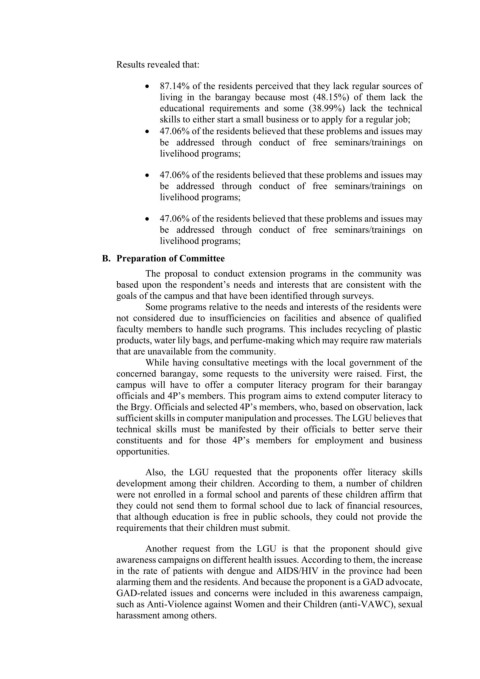 Results revealed that:
• 87.14% of the residents perceived that they lack regular sources of
living in the barangay because most (48.15%) of them lack the
educational requirements and some (38.99%) lack the technical
skills to either start a small business or to apply for a regular job;
• 47.06% of the residents believed that these problems and issues may
be addressed through conduct of free seminars/trainings on
livelihood programs;
• 47.06% of the residents believed that these problems and issues may
be addressed through conduct of free seminars/trainings on
livelihood programs;
• 47.06% of the residents believed that these problems and issues may
be addressed through conduct of free seminars/trainings on
livelihood programs;
B. Preparation of Committee
The proposal to conduct extension programs in the community was
based upon the respondent's needs and interests that are consistent with the
goals of the campus and that have been identified through surveys.
Some programs relative to the needs and interests of the residents were
not considered due to insufficiencies on facilities and absence of qualified
faculty members to handle such programs. This includes recycling of plastic
products, water lily bags, and perfume-making which may require raw materials
that are unavailable from the community.
While having consultative meetings with the local government of the
concerned barangay, some requests to the university were raised. First, the
campus will have to offer a computer literacy program for their barangay
officials and 4P's members. This program aims to extend computer literacy to
the Brgy. Officials and selected 4P's members, who, based on observation, lack
sufficient skills in computer manipulation and processes. The LGU believes that
technical skills must be manifested by their officials to better serve their
constituents and for those 4P's members for employment and business
opportunities.
Also, the LGU requested that the proponents offer literacy skills
development among their children. According to them, a number of children
were not enrolled in a formal school and parents of these children affirm that
they could not send them to formal school due to lack of financial resources,
that although education is free in public schools, they could not provide the
requirements that their children must submit.
Another request from the LGU is that the proponent should give
awareness campaigns on different health issues. According to them, the increase
in the rate of patients with dengue and AIDS/HIV in the province had been
alarming them and the residents. And because the proponent is a GAD advocate,
GAD-related issues and concerns were included in this awareness campaign,
such as Anti-Violence against Women and their Children (anti-VAWC), sexual
harassment among others.